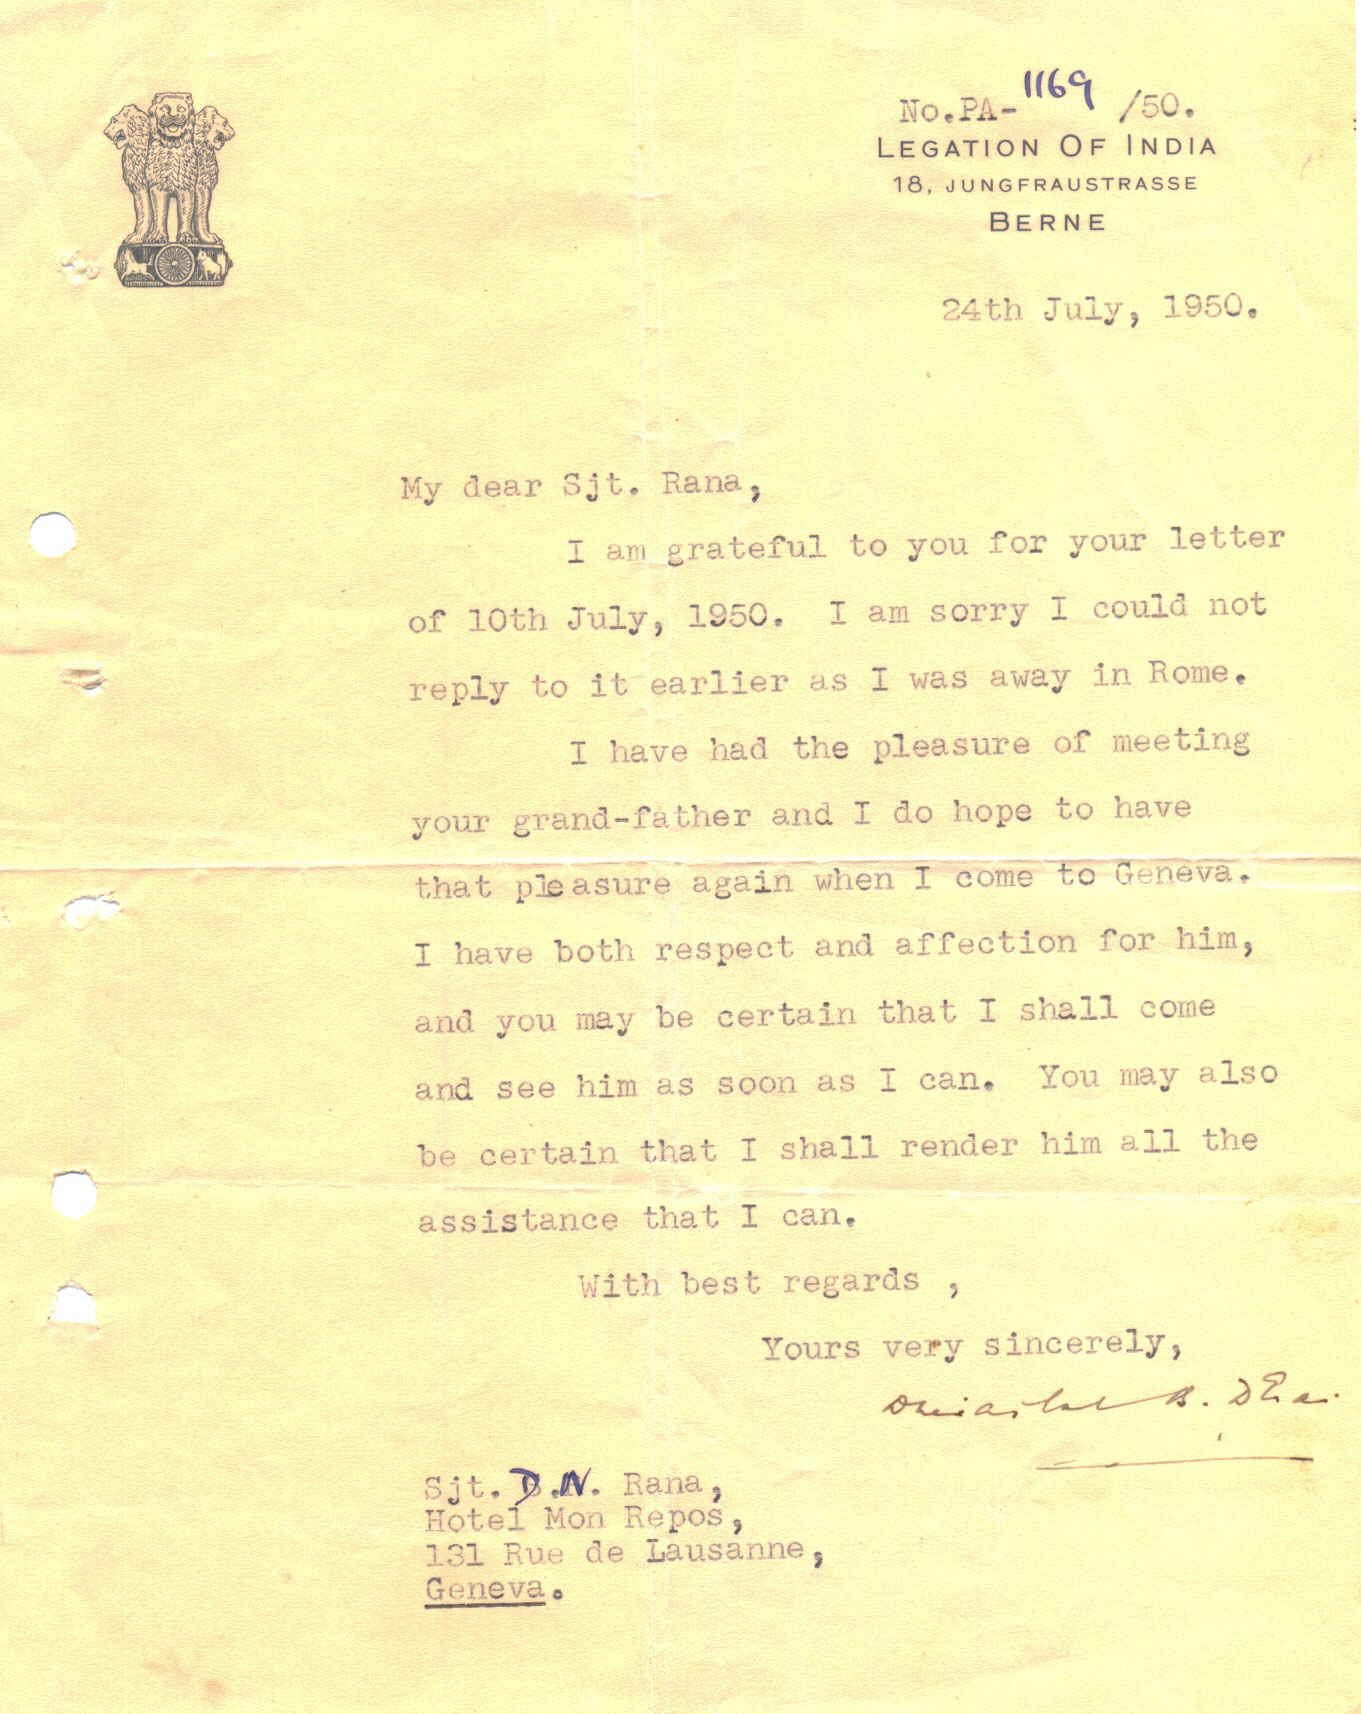 No.PA-1169 /50.
LEGATION OF INDIA
18, JUNGFRAUSTRASSE
BERNE
24th July, 1950.
My dear Sjt. Rana,
I am grateful to you for your letter
of 10th July, 1950. I am sorry I could not
reply to it earlier as I was away in Rome.
I have had the pleasure of meeting
your grand-father and I do hope to have
that pleasure again when I come to Geneva.
I have both respect and affection for him,
and you may be certain that I shall come
and see him as soon as I can. You may also
be certain that I shall render him all the
assistance that I can.
With best regards ,
Yours very sincerely,
B.
Sjt. D.N. Rana,
Hotel Mon Repos,
131 Rue de Lausanne,
Geneva.